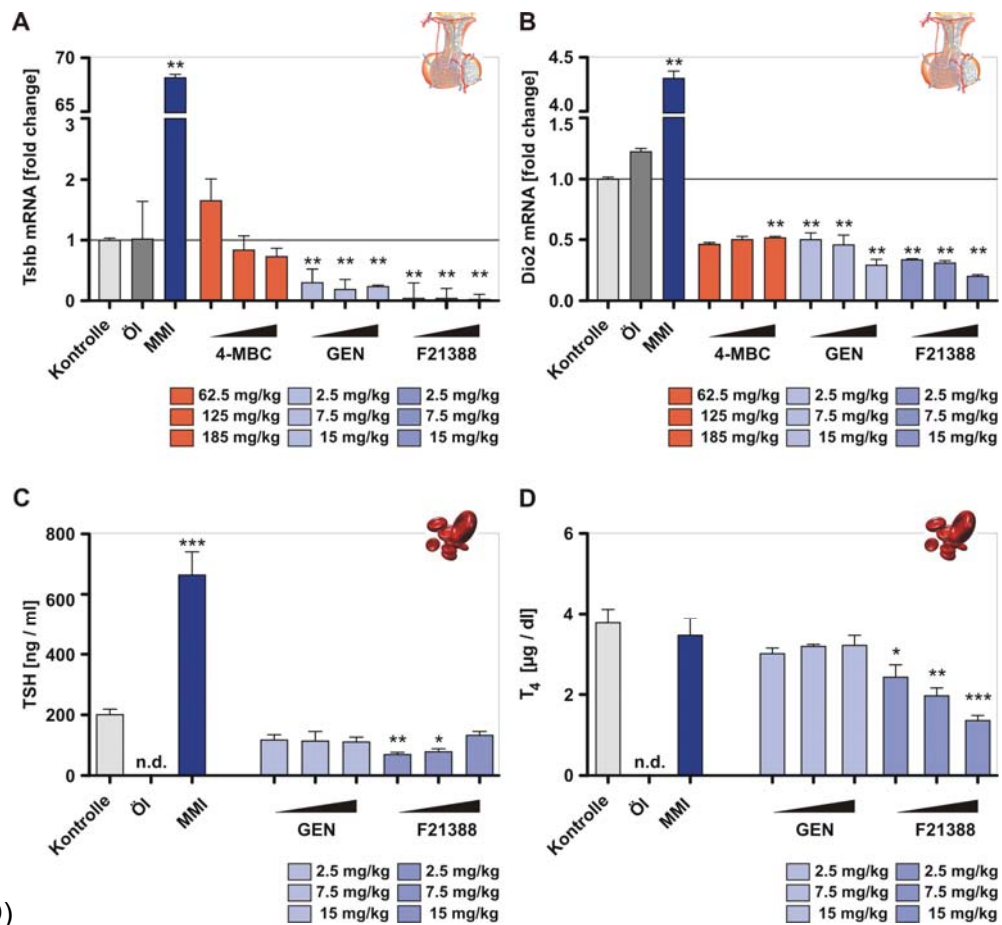 A
Tshb mRNA [fold change]
70
65
3
2
1
0
**
** ** **
** ** **
Kontrolle
Öl
MMI
4-MBC GEN F21388
62.5 mg/kg 2.5 mg/kg 2.5 mg/kg
125 mg/kg 7.5 mg/kg 7.5 mg/kg
185 mg/kg 15 mg/kg 15 mg/kg
B
Dio2 mRNA [fold change]
4.5
4.0
1.5
1.0
0.5
0.0
**
**
** ** **
** ** **
Kontrolle
Öl
MMI
4-MBC GEN F21388
62.5 mg/kg 2.5 mg/kg 2.5 mg/kg
125 mg/kg 7.5 mg/kg 7.5 mg/kg
185 mg/kg 15 mg/kg 15 mg/kg
C
TSH [ng / ml]
800
600
400
200
0
***
n.d.
** *
Kontrolle
Öl
MMI
GEN F21388
2.5 mg/kg 2.5 mg/kg
7.5 mg/kg 7.5 mg/kg
15 mg/kg 15 mg/kg
D
T4 [µg / dl]
6
4
2
0
n.d.
* ** ***
Kontrolle
Öl
MMI
GEN F21388
2.5 mg/kg 2.5 mg/kg
7.5 mg/kg 7.5 mg/kg
15 mg/kg 15 mg/kg